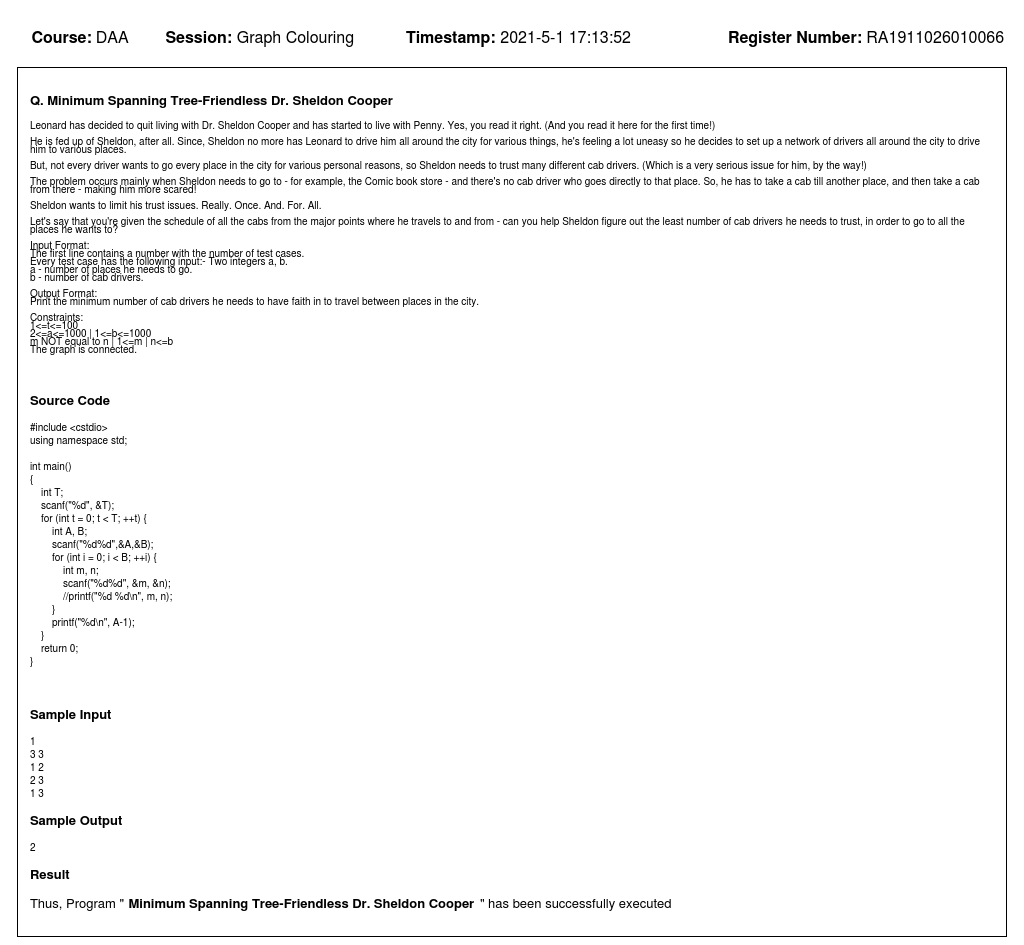 Course: DAA Session: Graph Colouring Timestamp: 2021-5-1 17:13:52 Register Number: RA1911026010066
Q. Minimum Spanning Tree-Friendless Dr. Sheldon Cooper
Leonard has decided to quit living with Dr. Sheldon Cooper and has started to live with Penny. Yes, you read it right. (And you read it here for the first time!)
He is fed up of Sheldon, after all. Since, Sheldon no more has Leonard to drive him all around the city for various things, he's feeling a lot uneasy so he decides to set up a network of drivers all around the city to drive
him to various places.
But, not every driver wants to go every place in the city for various personal reasons, so Sheldon needs to trust many different cab drivers. (Which is a very serious issue for him, by the way!)
The problem occurs mainly when Sheldon needs to go to - for example, the Comic book store - and there's no cab driver who goes directly to that place. So, he has to take a cab till another place, and then take a cab
from there - making him more scared!
Sheldon wants to limit his trust issues. Really. Once. And. For. All.
Let's say that you're given the schedule of all the cabs from the major points where he travels to and from - can you help Sheldon figure out the least number of cab drivers he needs to trust, in order to go to all the
places he wants to?
Input Format:
The first line contains a number with the number of test cases.
Every test case has the following input:- Two integers a, b.
a - number of places he needs to go.
b - number of cab drivers.
Output Format:
Print the minimum number of cab drivers he needs to have faith in to travel between places in the city.
Constraints:
1<=t<=100
2<=a<=1000 | 1<=b<=1000
m NOT equal to n | 1<=m | n<=b
The graph is connected.
Source Code
#include <cstdio>
using namespace std;
int main()
{
int T;
scanf("%d", &T);
for (int t = 0; t < T; ++t) {
int A, B;
scanf("%d%d",&A,&B);
for (int i = 0; i < B; ++i) {
int m, n;
scanf("%d%d", &m, &n);
//printf("%d %d\n", m, n);
}
printf("%d\n", A-1);
}
return 0;
}
Sample Input
1
3 3
1 2
2 3
1 3
Sample Output
2
Result
Thus, Program " Minimum Spanning Tree-Friendless Dr. Sheldon Cooper " has been successfully executed